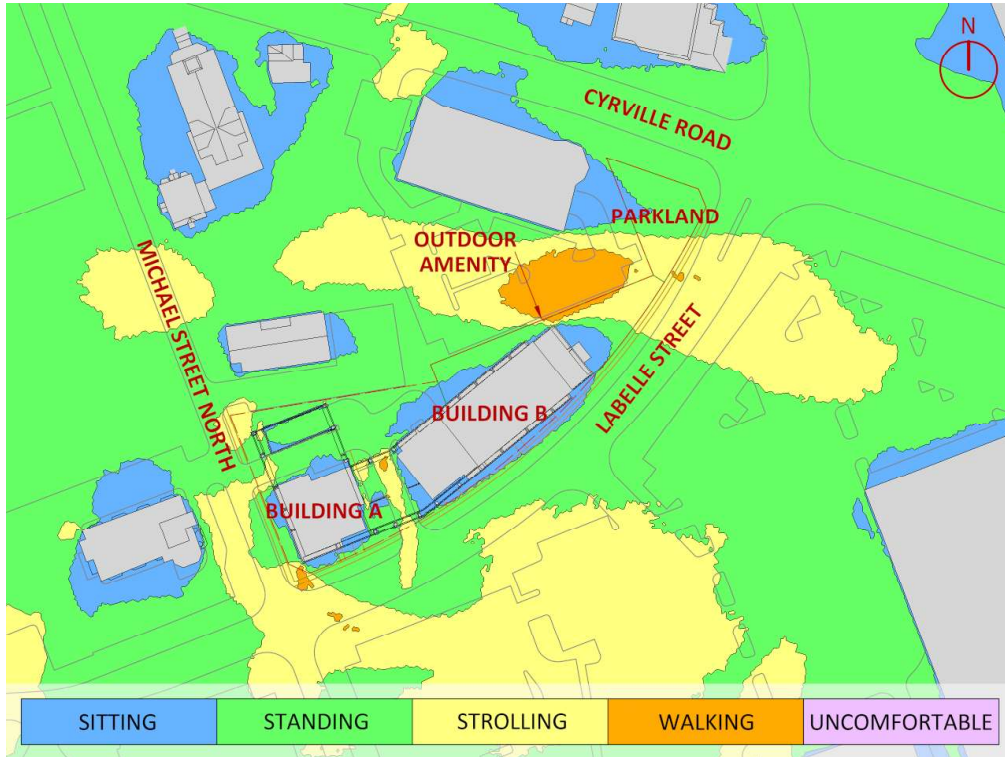 N
CYRVILLE ROAD
PARKLAND
OUTDOOR
AMENITY
MICHAEL STREET NORTH
LABELLE STREET
BUILDING B
BUILDING A
SITTING
STANDING
STROLLING
WALKING
UNCOMFORTABLE